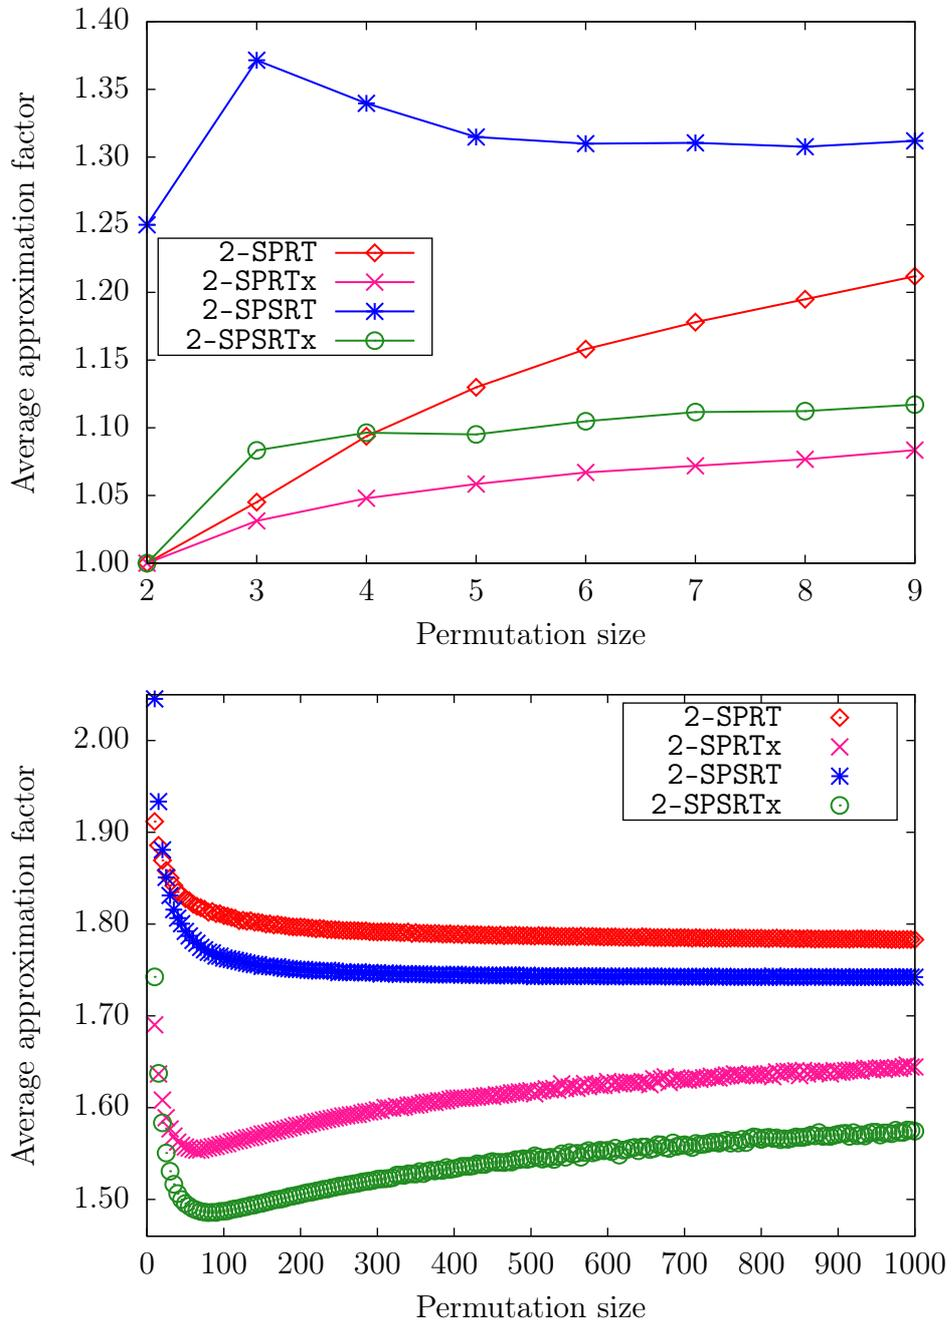 1.40
1.35
1.30
1.25
1.20
1.15
1.10
1.05
1.00
Average approximation factor
2-SPRT
2-SPRTx
2-SPSRT
2-SPSRTx
2 3 4 5 6 7 8 9
Permutation size
2.00
1.90
1.80
1.70
1.60
1.50
Average approximation factor
2-SPRT
2-SPRTx
2-SPSRT
2-SPSRTx
0 100 200 300 400 500 600 700 800 900 1000
Permutation size